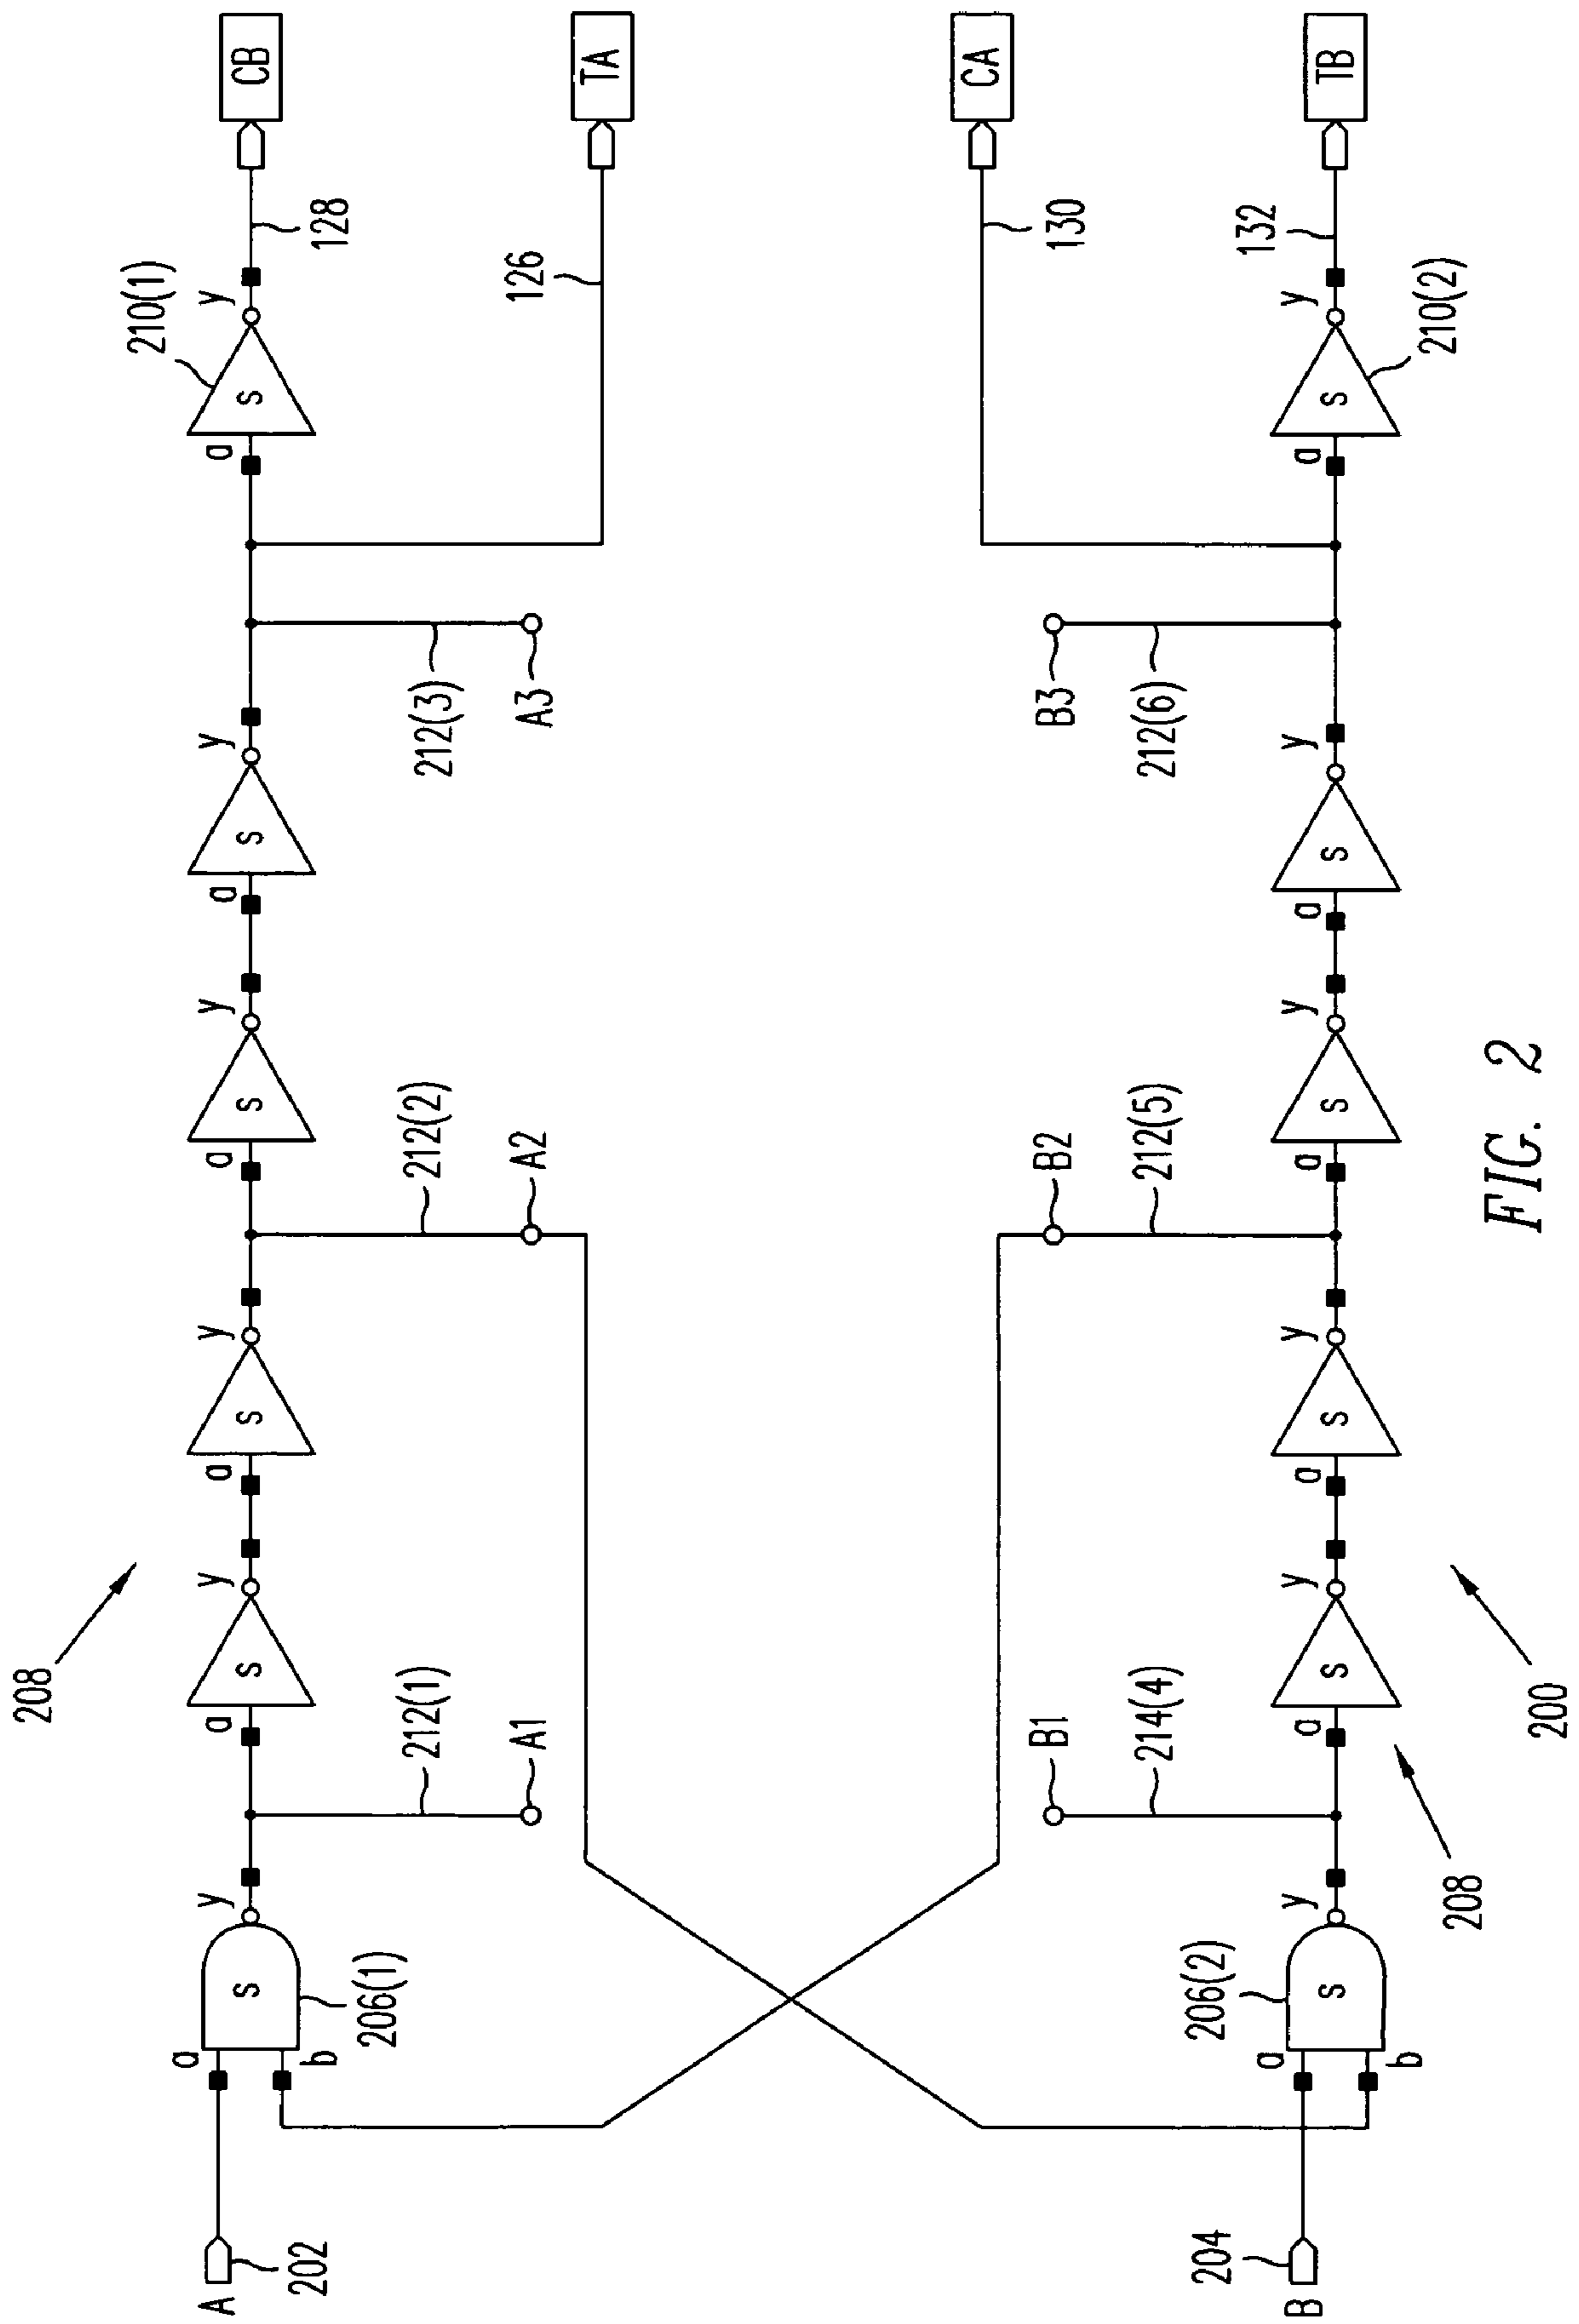 208
A
202
a
b
S
206(1)
y
212(1)
A1
a
S
y
a
S
y
212(2)
A2
a
S
y
a
S
y
212(3)
A3
a
S
y
210(1)
128
CB
126
TA
B
204
a
b
S
206(2)
y
214(4)
B1
208
a
S
y
a
S
y
212(5)
B2
a
S
y
a
S
y
212(6)
B3
a
S
y
210(2)
132
TB
130
CA
200
FIG. 2